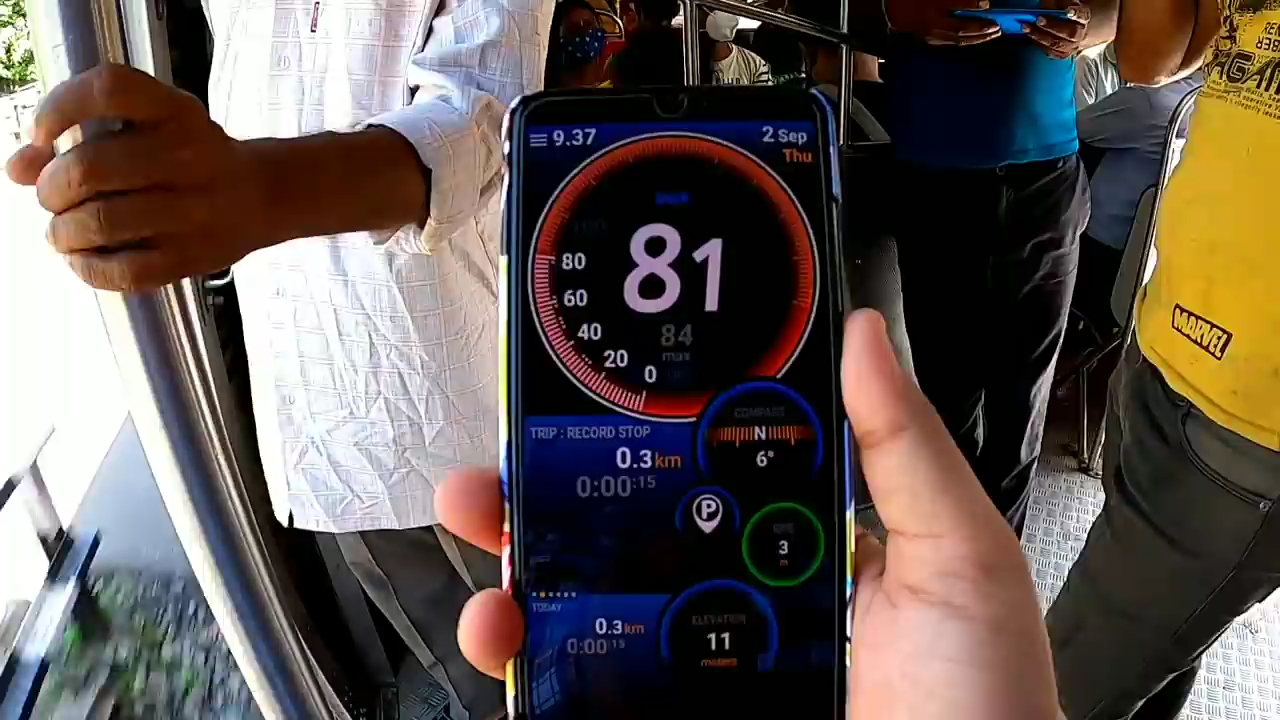 9.37
2 Sep
Thu
81
80
60
40
20
0
84
max
COMPASS
N
6°
TRIP : RECORD STOP
0.3 km
0:00:15
P
3
m
TODAY
0.3 km
0:00:15
ELEVATION
11
meters
MARVEL